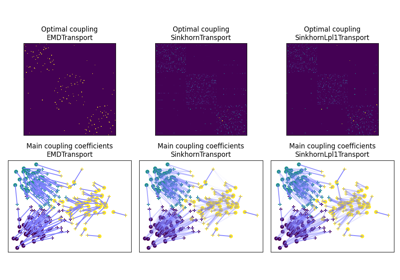 Optimal coupling
EMDTransport
Optimal coupling
SinkhornTransport
Optimal coupling
SinkhornLpl1Transport
Main coupling coefficients
EMDTransport
Main coupling coefficients
SinkhornTransport
Main coupling coefficients
SinkhornLpl1Transport